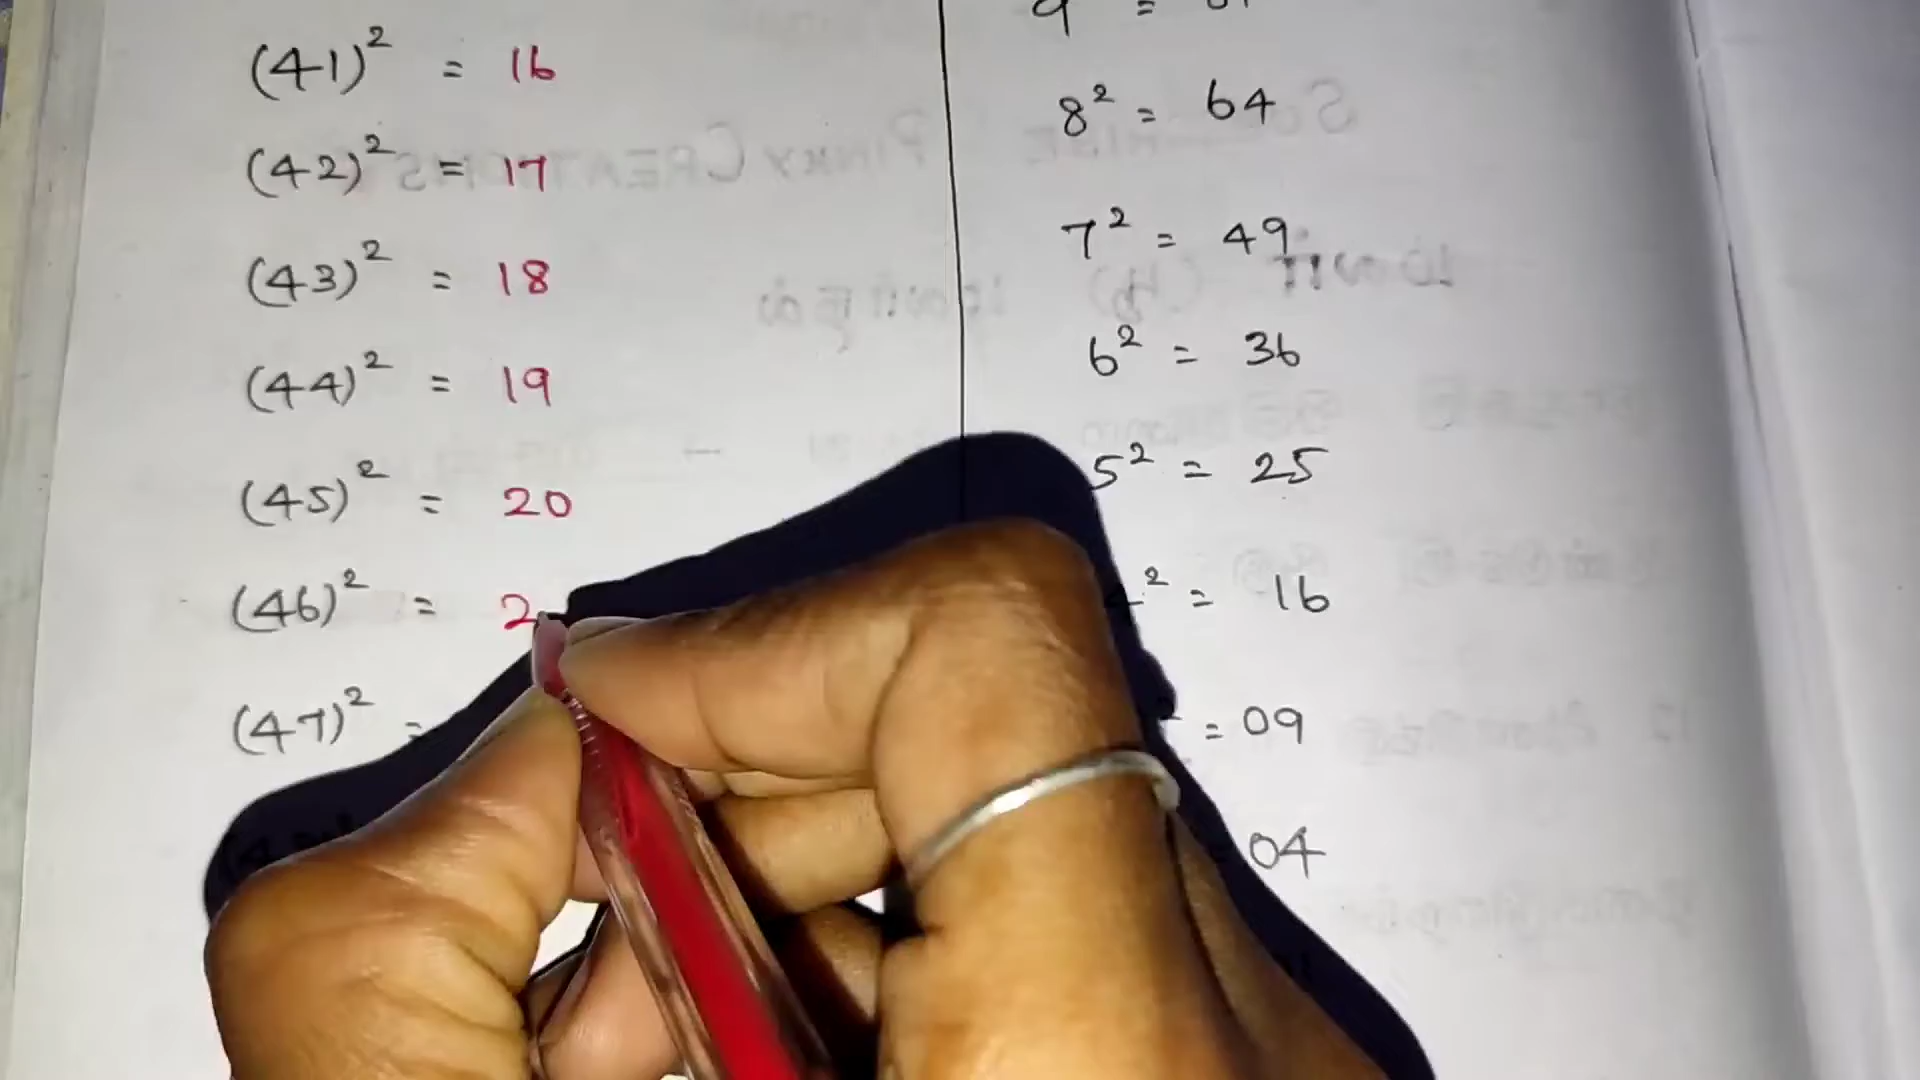 (41)² = 16
(42)² = 17
(43)² = 18
(44)² = 19
(45)² = 20
(46)² = 2
(47)² =
8² = 64
7² = 49
6² = 36
5² = 25
4² = 16
= 09
04